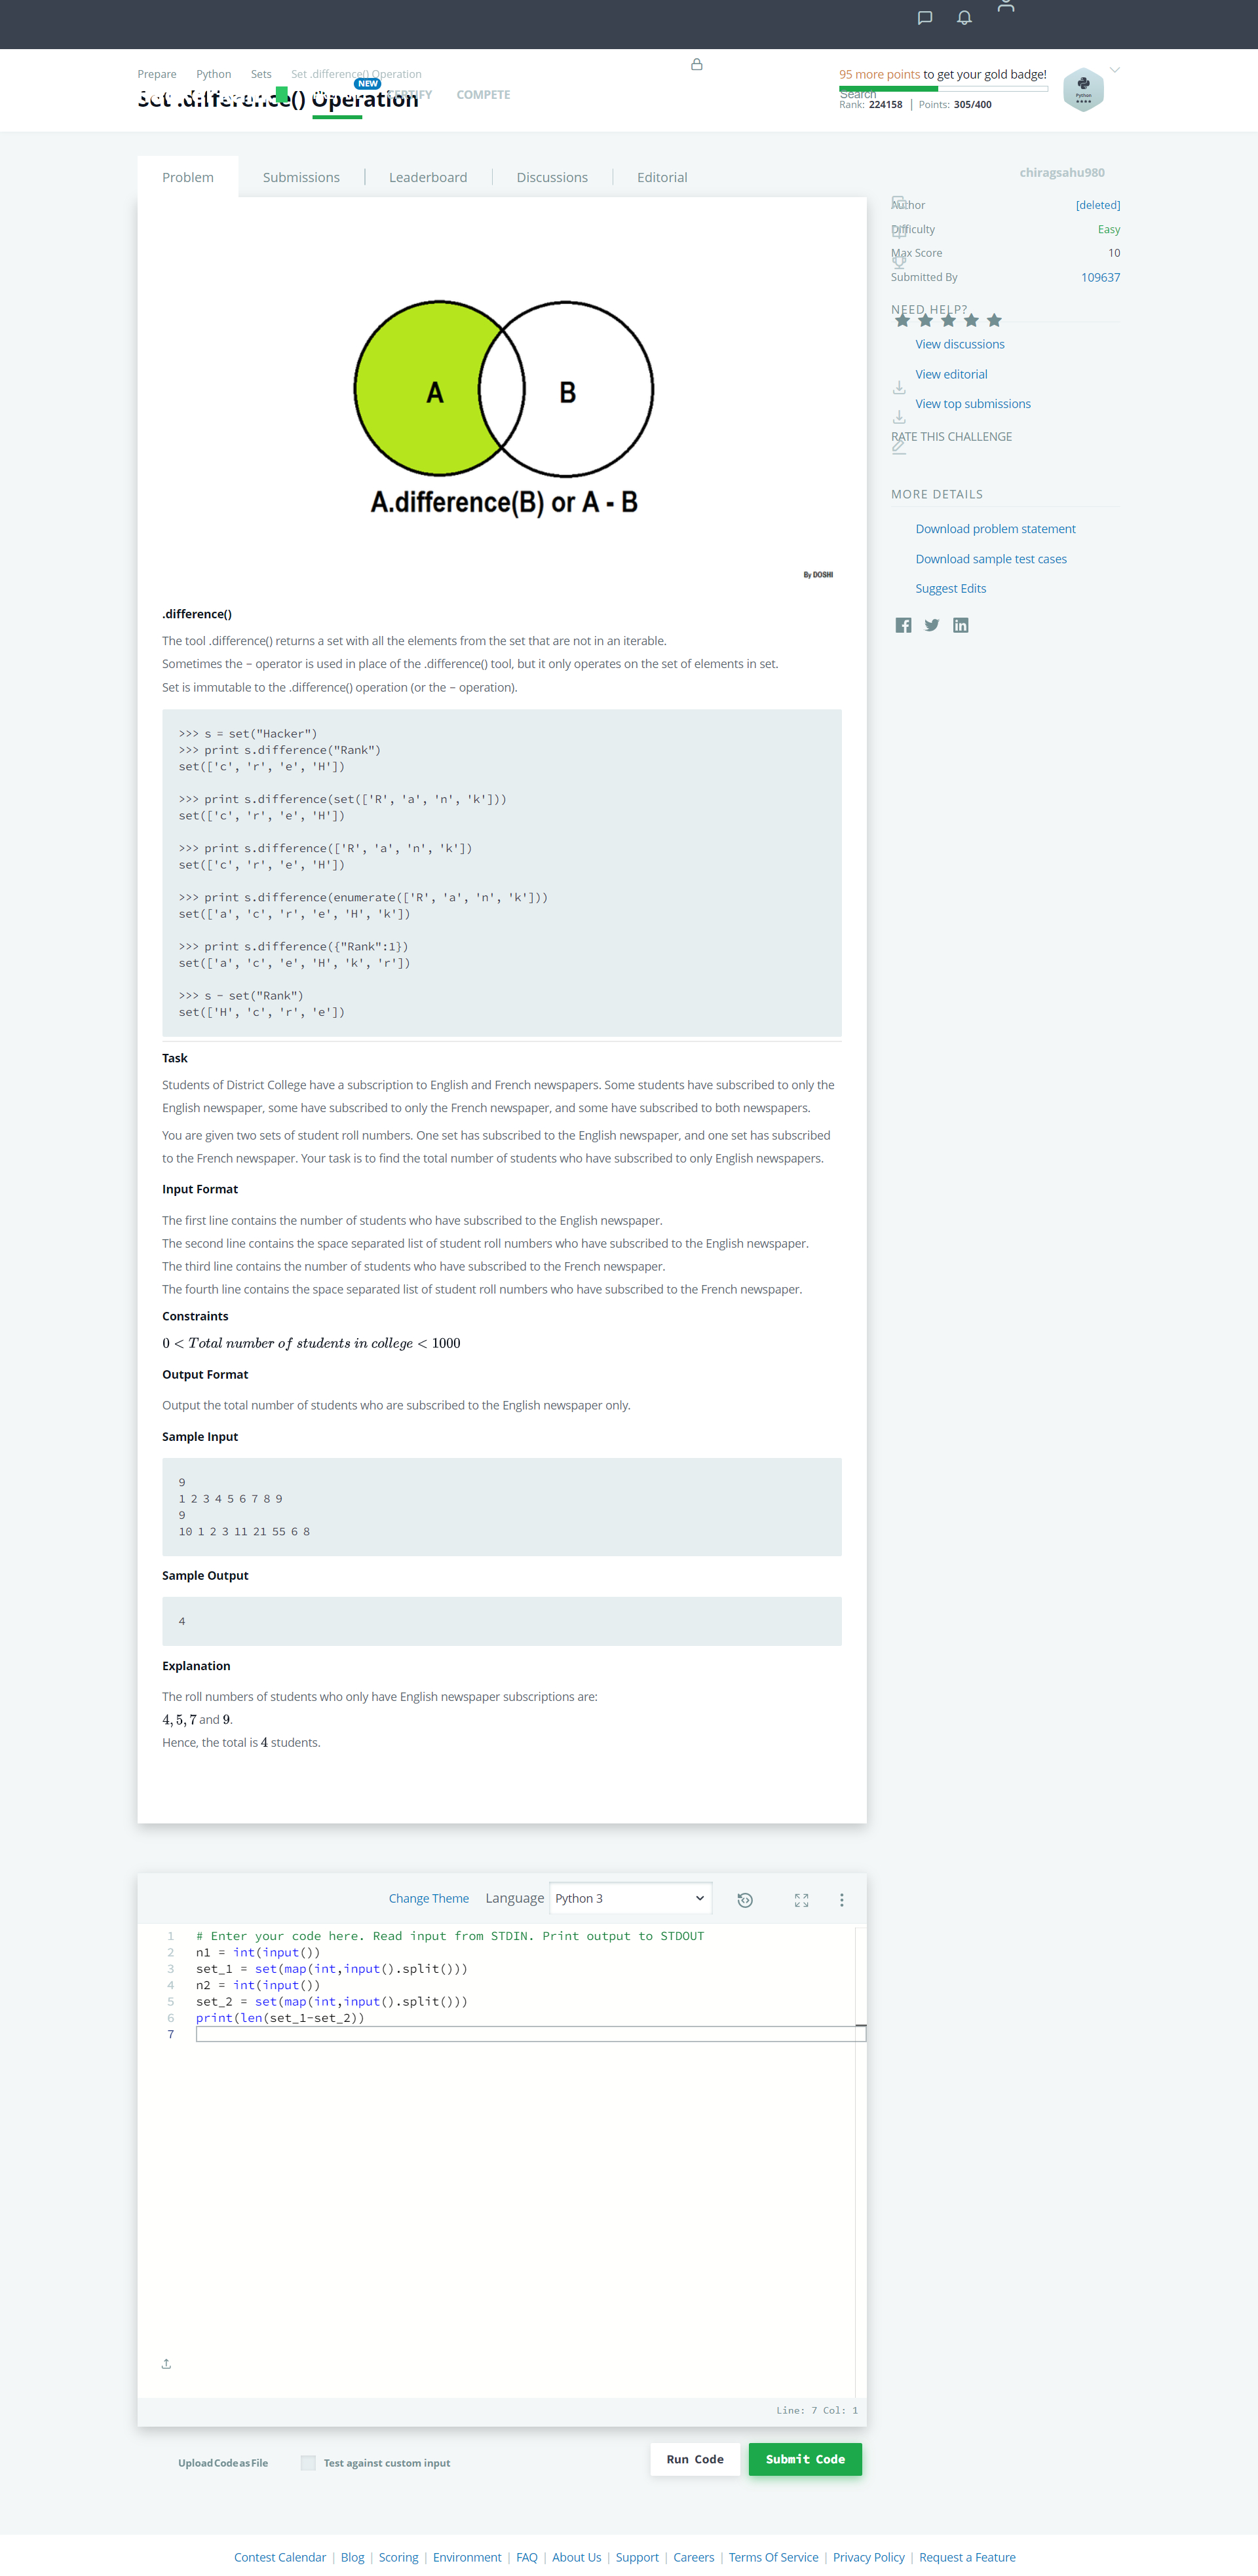 Prepare Python Sets Set .difference() Operation
NEW
Operation
CERTIFY COMPETE
95 more points to get your gold badge!
Search
Rank: 224158 | Points: 305/400
Python
Problem
Submissions
Leaderboard
Discussions
Editorial
chiragsahu980
Author [deleted]
Difficulty Easy
Max Score 10
Submitted By 109637
NEED HELP?
View discussions
View editorial
View top submissions
RATE THIS CHALLENGE
MORE DETAILS
Download problem statement
Download sample test cases
Suggest Edits
A
B
A.difference(B) or A - B
By DOSHI
.difference()
The tool .difference() returns a set with all the elements from the set that are not in an iterable.
Sometimes the - operator is used in place of the .difference() tool, but it only operates on the set of elements in set.
Set is immutable to the .difference() operation (or the - operation).
>>> s = set("Hacker")
>>> print s.difference("Rank")
set(['c', 'r', 'e', 'H'])
>>> print s.difference(set(['R', 'a', 'n', 'k']))
set(['c', 'r', 'e', 'H'])
>>> print s.difference(['R', 'a', 'n', 'k'])
set(['c', 'r', 'e', 'H'])
>>> print s.difference(enumerate(['R', 'a', 'n', 'k']))
set(['a', 'c', 'r', 'e', 'H', 'k'])
>>> print s.difference({"Rank":1})
set(['a', 'c', 'e', 'H', 'k', 'r'])
>>> s - set("Rank")
set(['H', 'c', 'r', 'e'])
Task
Students of District College have a subscription to English and French newspapers. Some students have subscribed to only the
English newspaper, some have subscribed to only the French newspaper, and some have subscribed to both newspapers.
You are given two sets of student roll numbers. One set has subscribed to the English newspaper, and one set has subscribed
to the French newspaper. Your task is to find the total number of students who have subscribed to only English newspapers.
Input Format
The first line contains the number of students who have subscribed to the English newspaper.
The second line contains the space separated list of student roll numbers who have subscribed to the English newspaper.
The third line contains the number of students who have subscribed to the French newspaper.
The fourth line contains the space separated list of student roll numbers who have subscribed to the French newspaper.
Constraints
0 < Total number of students in college < 1000
Output Format
Output the total number of students who are subscribed to the English newspaper only.
Sample Input
9
1 2 3 4 5 6 7 8 9
9
10 1 2 3 11 21 55 6 8
Sample Output
4
Explanation
The roll numbers of students who only have English newspaper subscriptions are:
4, 5, 7 and 9.
Hence, the total is 4 students.
Change Theme Language Python 3
1 # Enter your code here. Read input from STDIN. Print output to STDOUT
2 n1 = int(input())
3 set_1 = set(map(int,input().split()))
4 n2 = int(input())
5 set_2 = set(map(int,input().split()))
6 print(len(set_1-set_2))
7
Line: 7 Col: 1
Upload Code as File
Test against custom input
Run Code
Submit Code
Contest Calendar | Blog | Scoring | Environment | FAQ | About Us | Support | Careers | Terms Of Service | Privacy Policy | Request a Feature